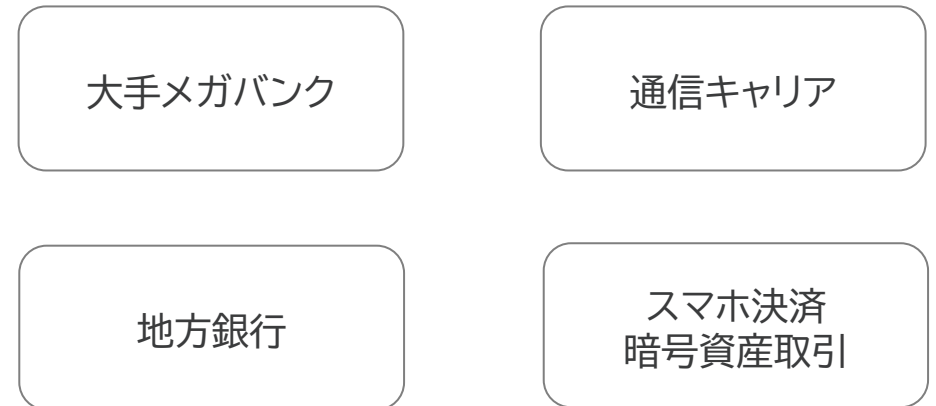 大手メガバンク
通信キャリア
地方銀行
スマホ決済
暗号資産取引